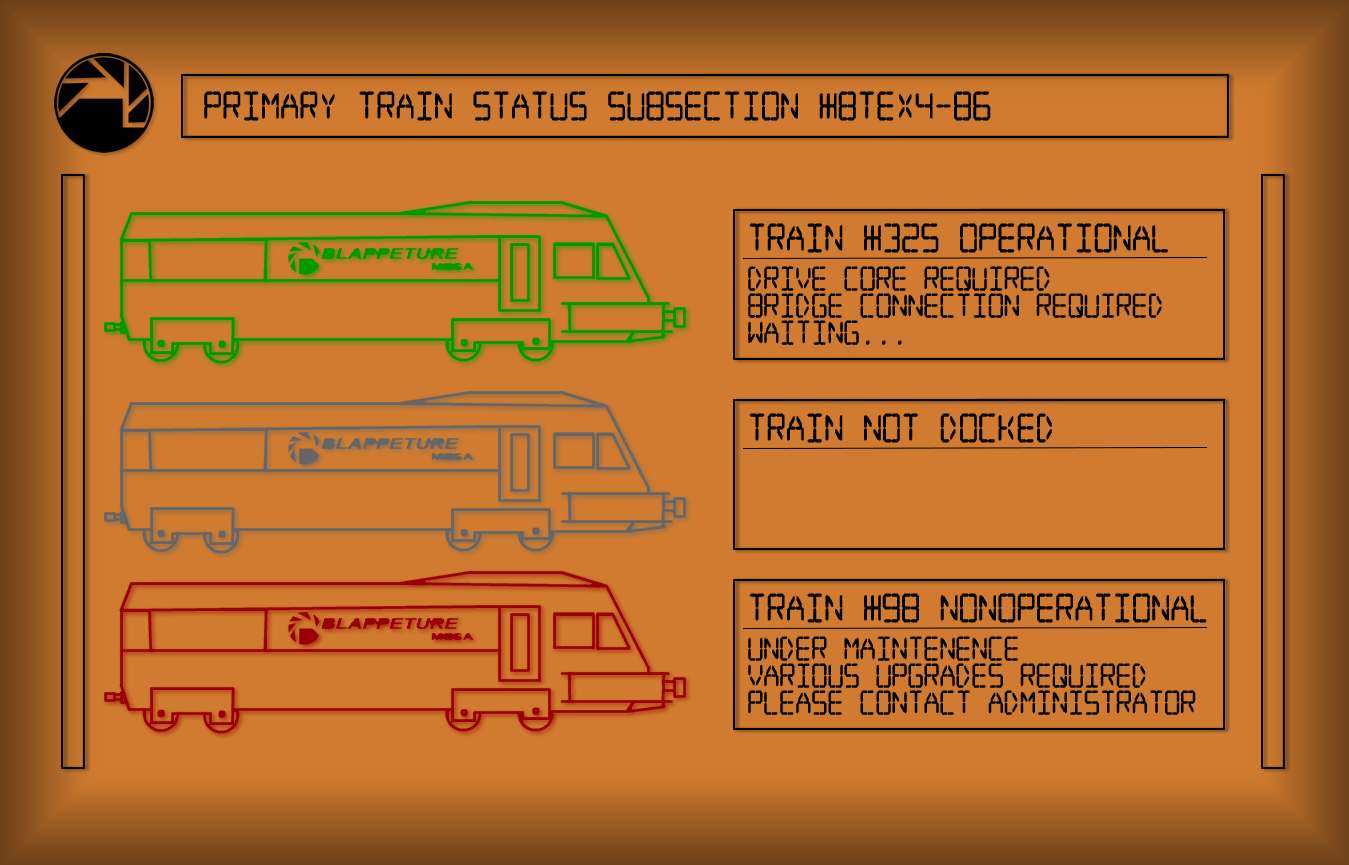 PRIMARY TRAIN STATUS SUBSECTION #8TEX4-86
BLAPPETURE
MESA
TRAIN #325 OPERATIONAL
DRIVE CORE REQUIRED
BRIDGE CONNECTION REQUIRED
WAITING...
BLAPPETURE
MESA
TRAIN NOT DOCKED
BLAPPETURE
MESA
TRAIN #98 NONOPERATIONAL
UNDER MAINTENENCE
VARIOUS UPGRADES REQUIRED
PLEASE CONTACT ADMINISTRATOR